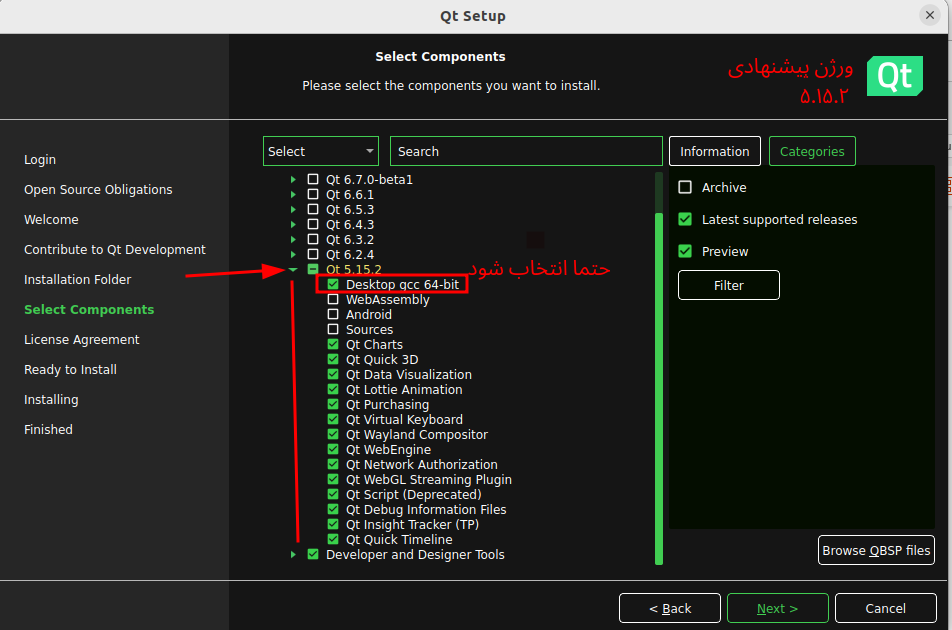 Qt Setup
Select Components
Please select the components you want to install.
ورژن پیشنهادی
۵.۱۵.۲
Qt
Login
Open Source Obligations
Welcome
Contribute to Qt Development
Installation Folder
Select Components
License Agreement
Ready to Install
Installing
Finished
Select
Search
Qt 6.7.0-beta1
Qt 6.6.1
Qt 6.5.3
Qt 6.4.3
Qt 6.3.2
Qt 6.2.4
Qt 5.15.2
حتما انتخاب شود
Desktop gcc 64-bit
WebAssembly
Android
Sources
Qt Charts
Qt Quick 3D
Qt Data Visualization
Qt Lottie Animation
Qt Purchasing
Qt Virtual Keyboard
Qt Wayland Compositor
Qt WebEngine
Qt Network Authorization
Qt WebGL Streaming Plugin
Qt Script (Deprecated)
Qt Debug Information Files
Qt Insight Tracker (TP)
Qt Quick Timeline
Developer and Designer Tools
Information
Categories
Archive
Latest supported releases
Preview
Filter
Browse QBSP files
< Back
Next >
Cancel